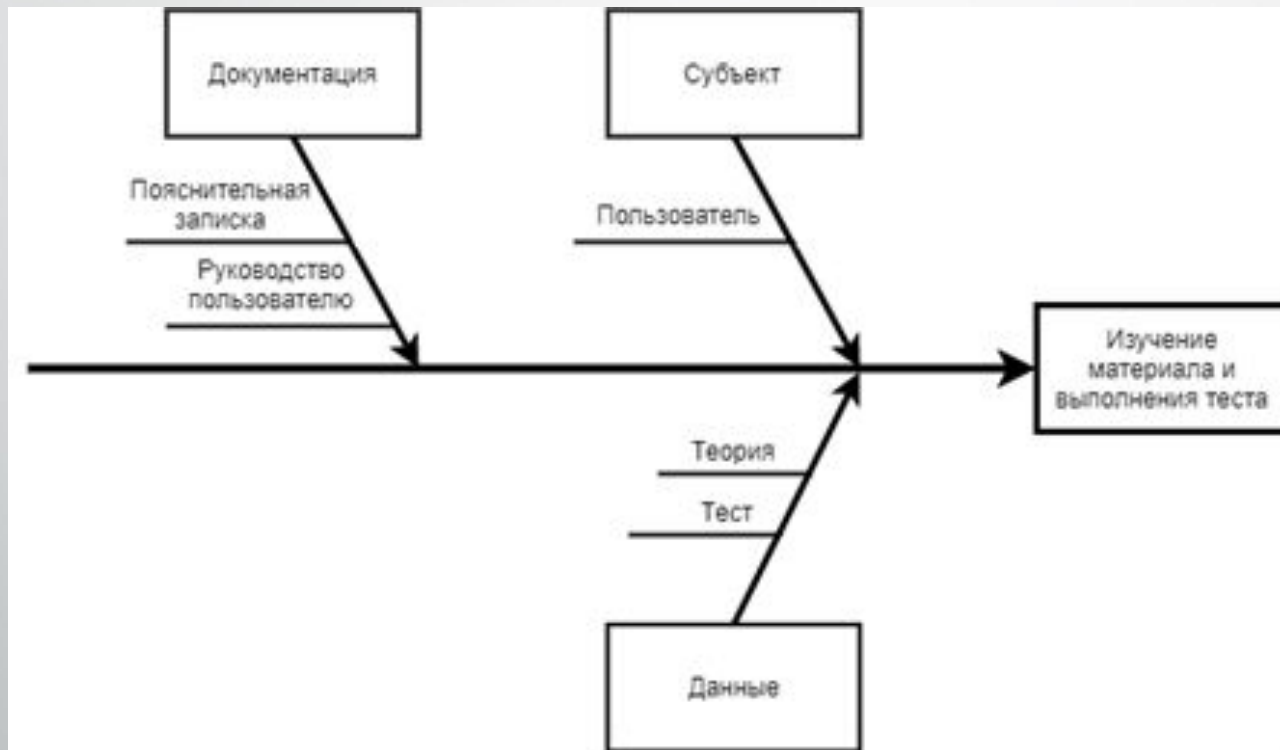 Документация
Субъект
Пояснительная
записка
Пользователь
Руководство
пользователю
Изучение
материала и
выполнения теста
Теория
Тест
Данные